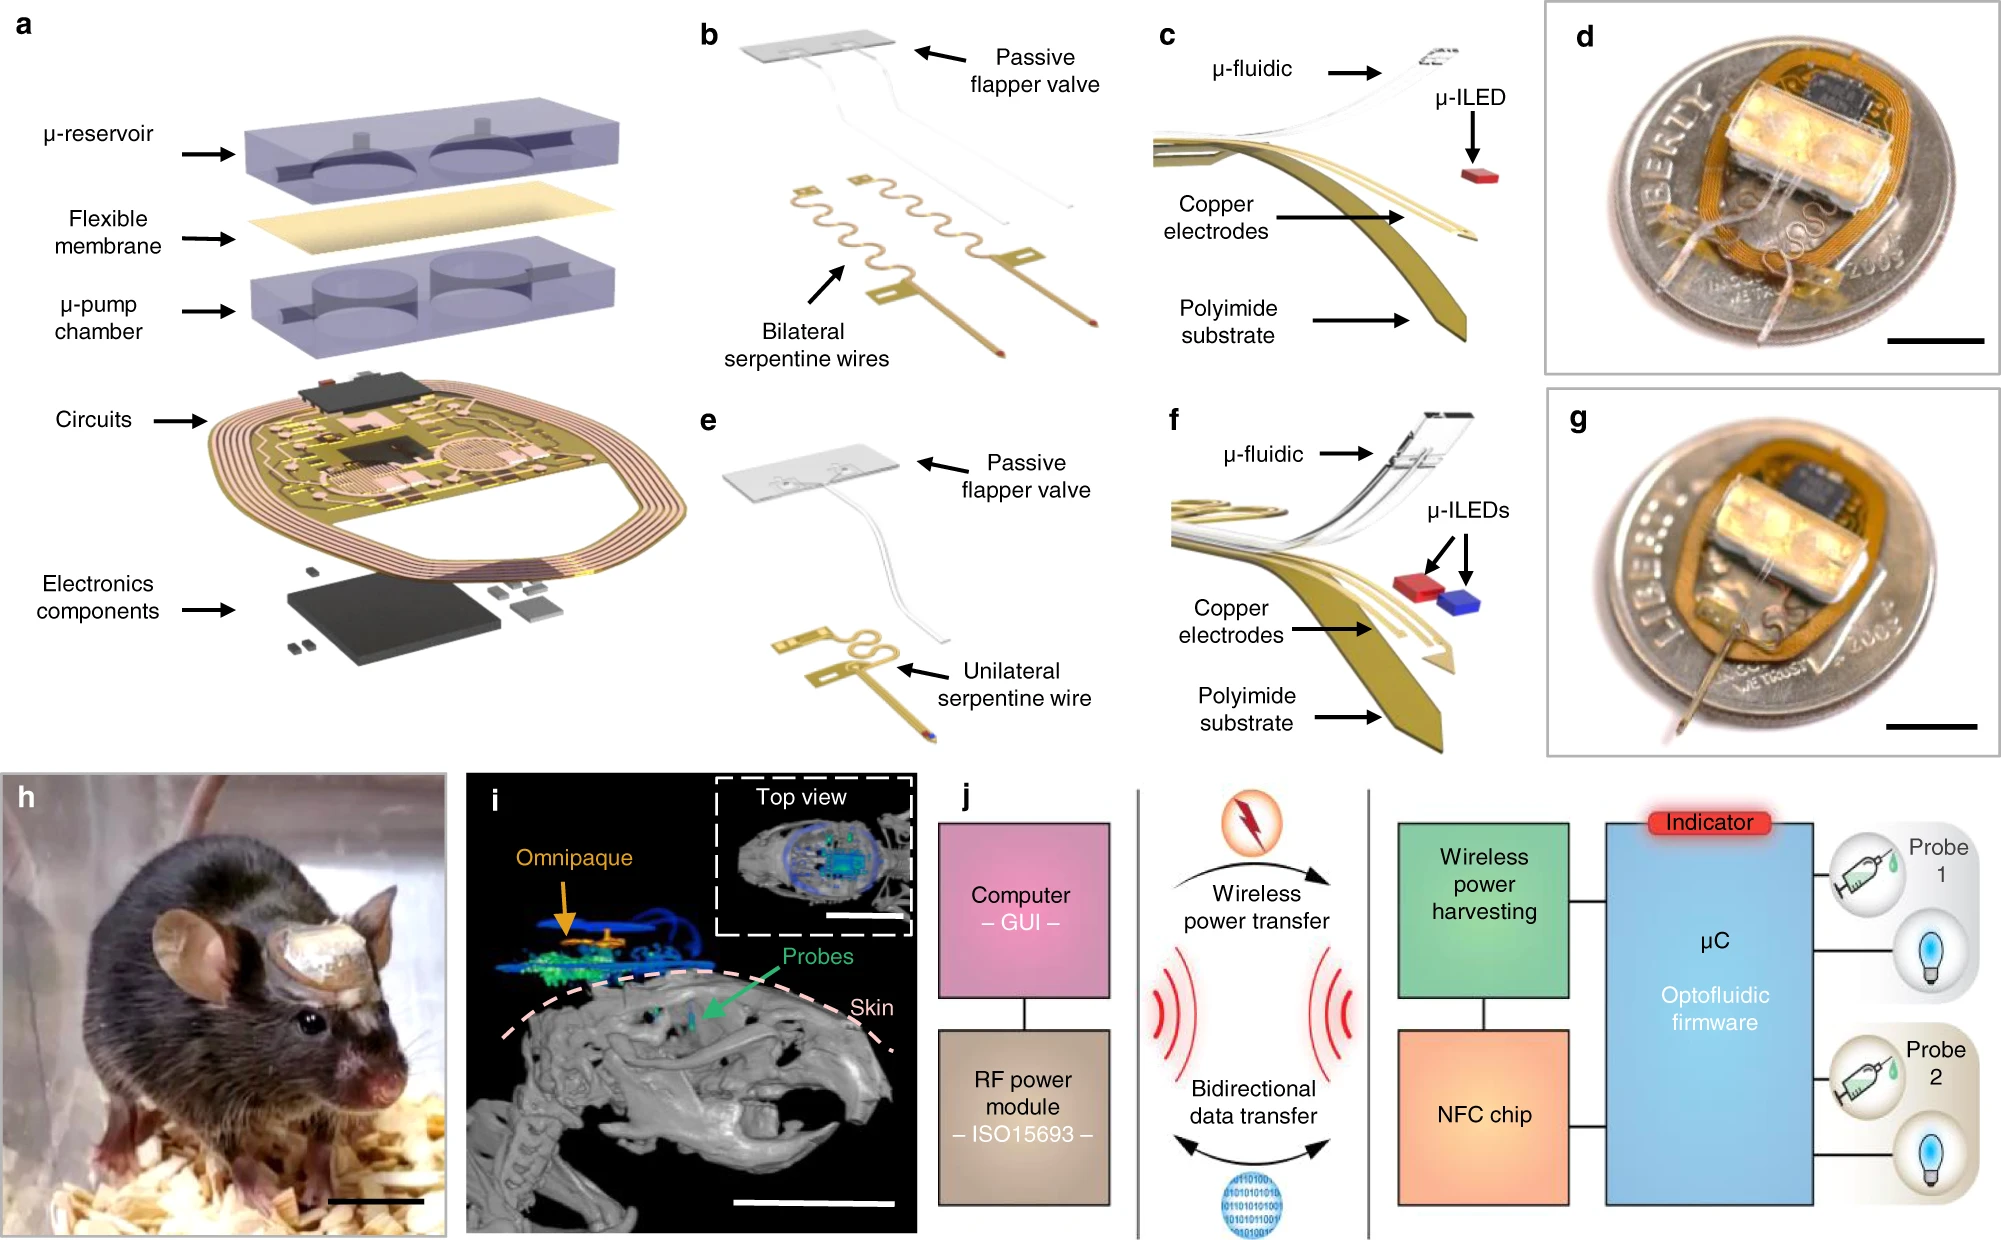 a
μ-reservoir
Flexible
membrane
μ-pump
chamber
Circuits
Electronics
components
b
Passive
flapper valve
Bilateral
serpentine wires
c
μ-fluidic
μ-ILED
Copper
electrodes
Polyimide
substrate
d
LIBERTY
2005
e
Passive
flapper valve
Unilateral
serpentine wire
f
μ-fluidic
μ-ILEDs
Copper
electrodes
Polyimide
substrate
g
h
i
Top view
Omnipaque
Probes
Skin
j
Computer
– GUI –
RF power
module
– ISO15693 –
Wireless
power transfer
Bidirectional
data transfer
Wireless
power
harvesting
NFC chip
Indicator
μC
Optofluidic
firmware
Probe
1
Probe
2